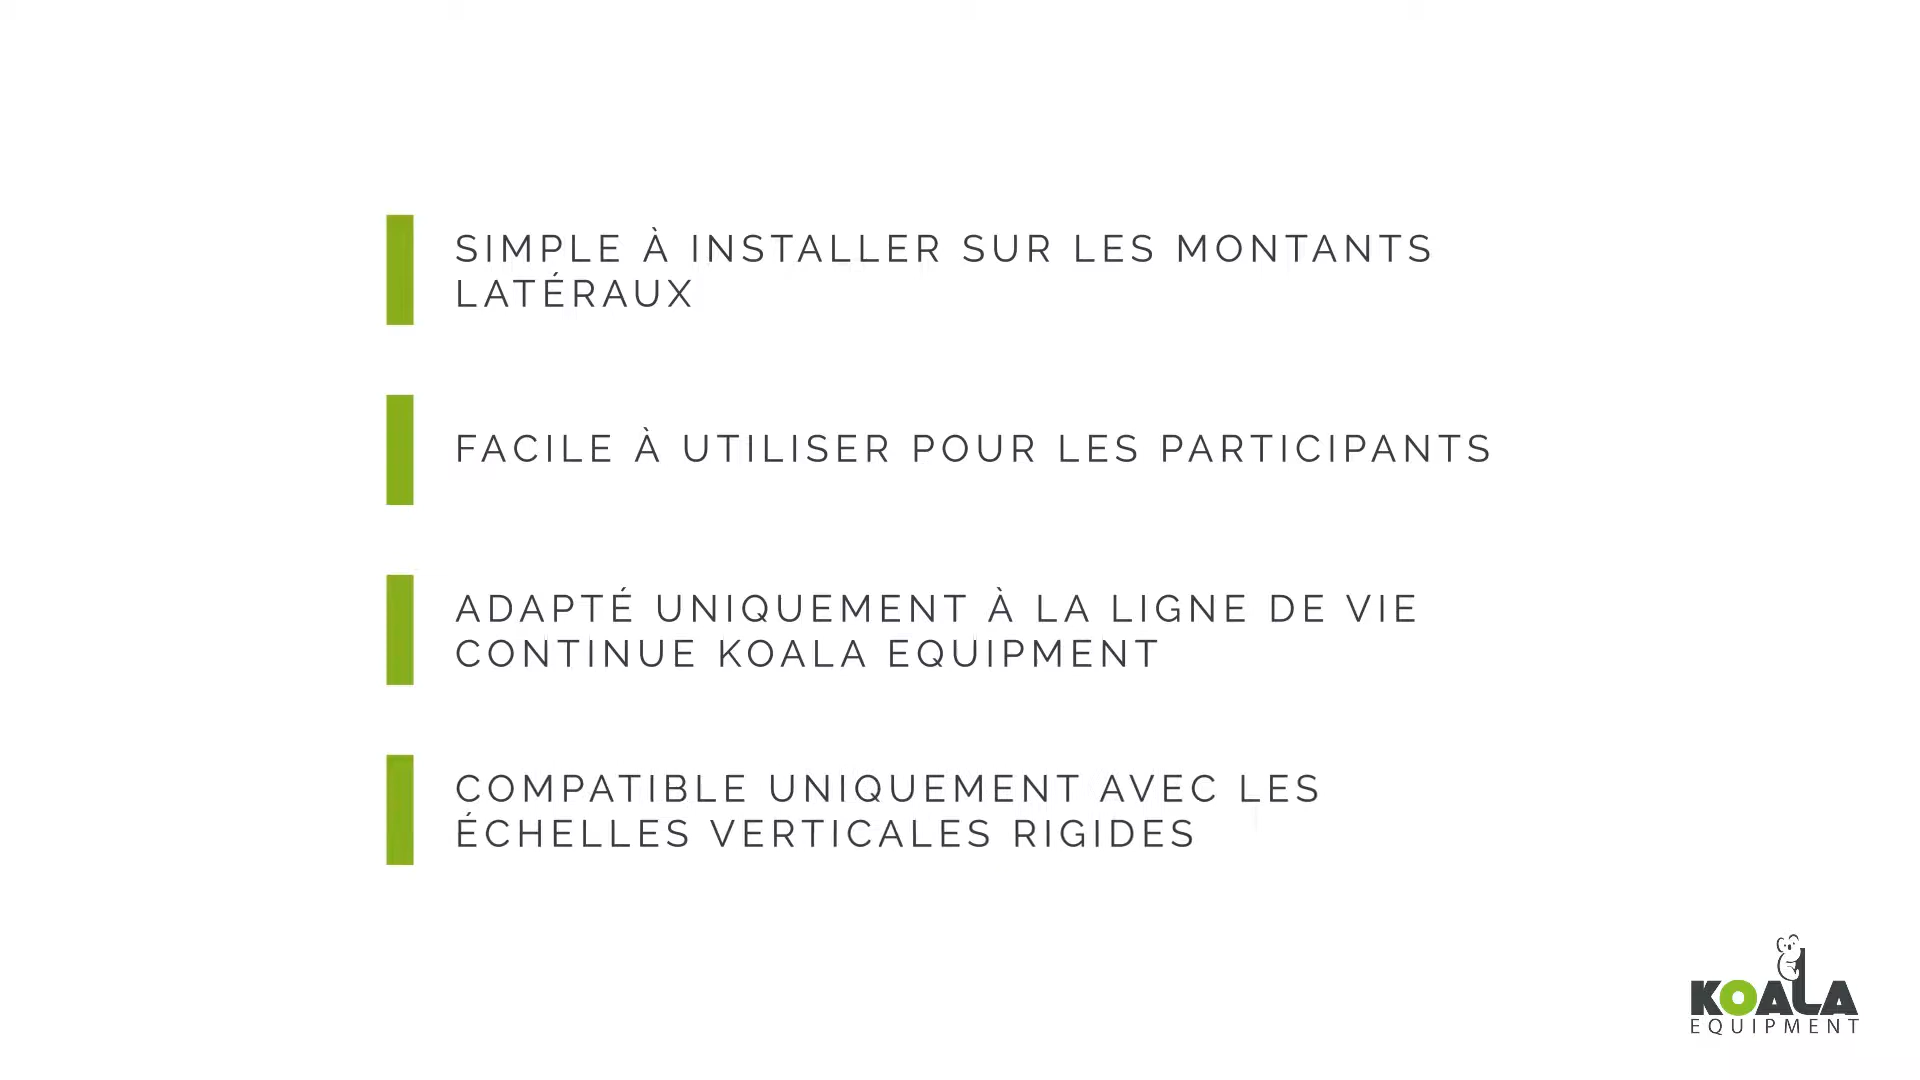 SIMPLE À INSTALLER SUR LES MONTANTS
LATÉRAUX
FACILE À UTILISER POUR LES PARTICIPANTS
ADAPTÉ UNIQUEMENT À LA LIGNE DE VIE
CONTINUE KOALA EQUIPMENT
COMPATIBLE UNIQUEMENT AVEC LES
ÉCHELLES VERTICALES RIGIDES
KOALA
EQUIPMENT